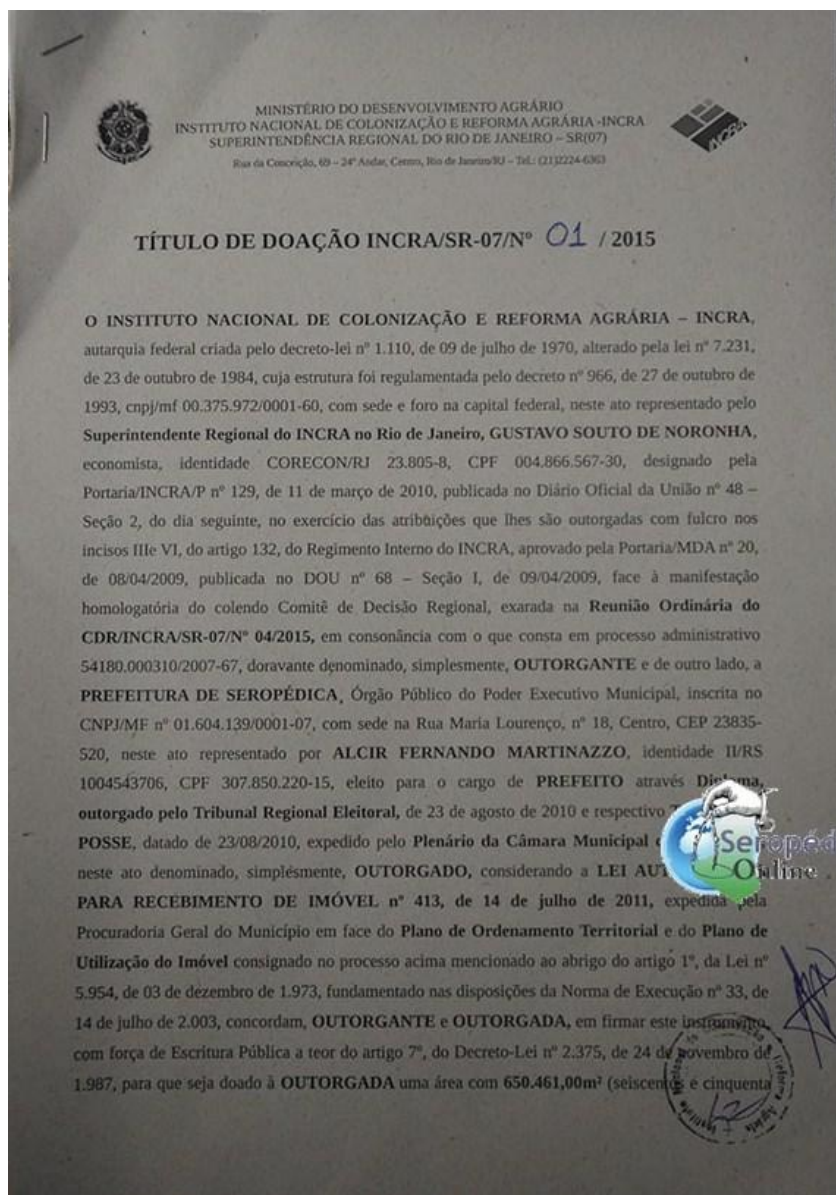 MINISTÉRIO DO DESENVOLVIMENTO AGRÁRIO
INSTITUTO NACIONAL DE COLONIZAÇÃO E REFORMA AGRÁRIA -INCRA
SUPERINTENDÊNCIA REGIONAL DO RIO DE JANEIRO – SR(07)
Rua da Conceição, 69 – 24º Andar, Centro, Rio de Janeiro/RJ – Tel.: (21)2224-6363
INCRA
TÍTULO DE DOAÇÃO INCRA/SR-07/Nº 01 / 2015
O INSTITUTO NACIONAL DE COLONIZAÇÃO E REFORMA AGRÁRIA – INCRA,
autarquia federal criada pelo decreto-lei nº 1.110, de 09 de julho de 1970, alterado pela lei nº 7.231,
de 23 de outubro de 1984, cuja estrutura foi regulamentada pelo decreto nº 966, de 27 de outubro de
1993, cnpj/mf 00.375.972/0001-60, com sede e foro na capital federal, neste ato representado pelo
Superintendente Regional do INCRA no Rio de Janeiro, GUSTAVO SOUTO DE NORONHA,
economista, identidade CORECON/RJ 23.805-8, CPF 004.866.567-30, designado pela
Portaria/INCRA/P nº 129, de 11 de março de 2010, publicada no Diário Oficial da União nº 48 –
Seção 2, do dia seguinte, no exercício das atribuições que lhes são outorgadas com fulcro nos
incisos IIIe VI, do artigo 132, do Regimento Interno do INCRA, aprovado pela Portaria/MDA nº 20,
de 08/04/2009, publicada no DOU nº 68 – Seção I, de 09/04/2009, face à manifestação
homologatória do colendo Comitê de Decisão Regional, exarada na Reunião Ordinária do
CDR/INCRA/SR-07/Nº 04/2015, em consonância com o que consta em processo administrativo
54180.000310/2007-67, doravante denominado, simplesmente, OUTORGANTE e de outro lado, a
PREFEITURA DE SEROPÉDICA, Órgão Público do Poder Executivo Municipal, inscrita no
CNPJ/MF nº 01.604.139/0001-07, com sede na Rua Maria Lourenço, nº 18, Centro, CEP 23835-
520, neste ato representado por ALCIR FERNANDO MARTINAZZO, identidade II/RS
1004543706, CPF 307.850.220-15, eleito para o cargo de PREFEITO através Diploma,
outorgado pelo Tribunal Regional Eleitoral, de 23 de agosto de 2010 e respectivo
POSSE, datado de 23/08/2010, expedido pelo Plenário da Câmara Municipal
neste ato denominado, simplesmente, OUTORGADO, considerando a LEI
PARA RECEBIMENTO DE IMÓVEL nº 413, de 14 de julho de 2011, expedida pela
Procuradoria Geral do Município em face do Plano de Ordenamento Territorial e do Plano de
Utilização do Imóvel consignado no processo acima mencionado ao abrigo do artigo 1º, da Lei nº
5.954, de 03 de dezembro de 1.973, fundamentado nas disposições da Norma de Execução nº 33, de
14 de julho de 2.003, concordam, OUTORGANTE e OUTORGADA, em firmar este instrumento,
com força de Escritura Pública a teor do artigo 7º, do Decreto-Lei nº 2.375, de 24 de novembro de
1.987, para que seja doado à OUTORGADA uma área com 650.461,00m² (seiscentos e cinquenta
Online